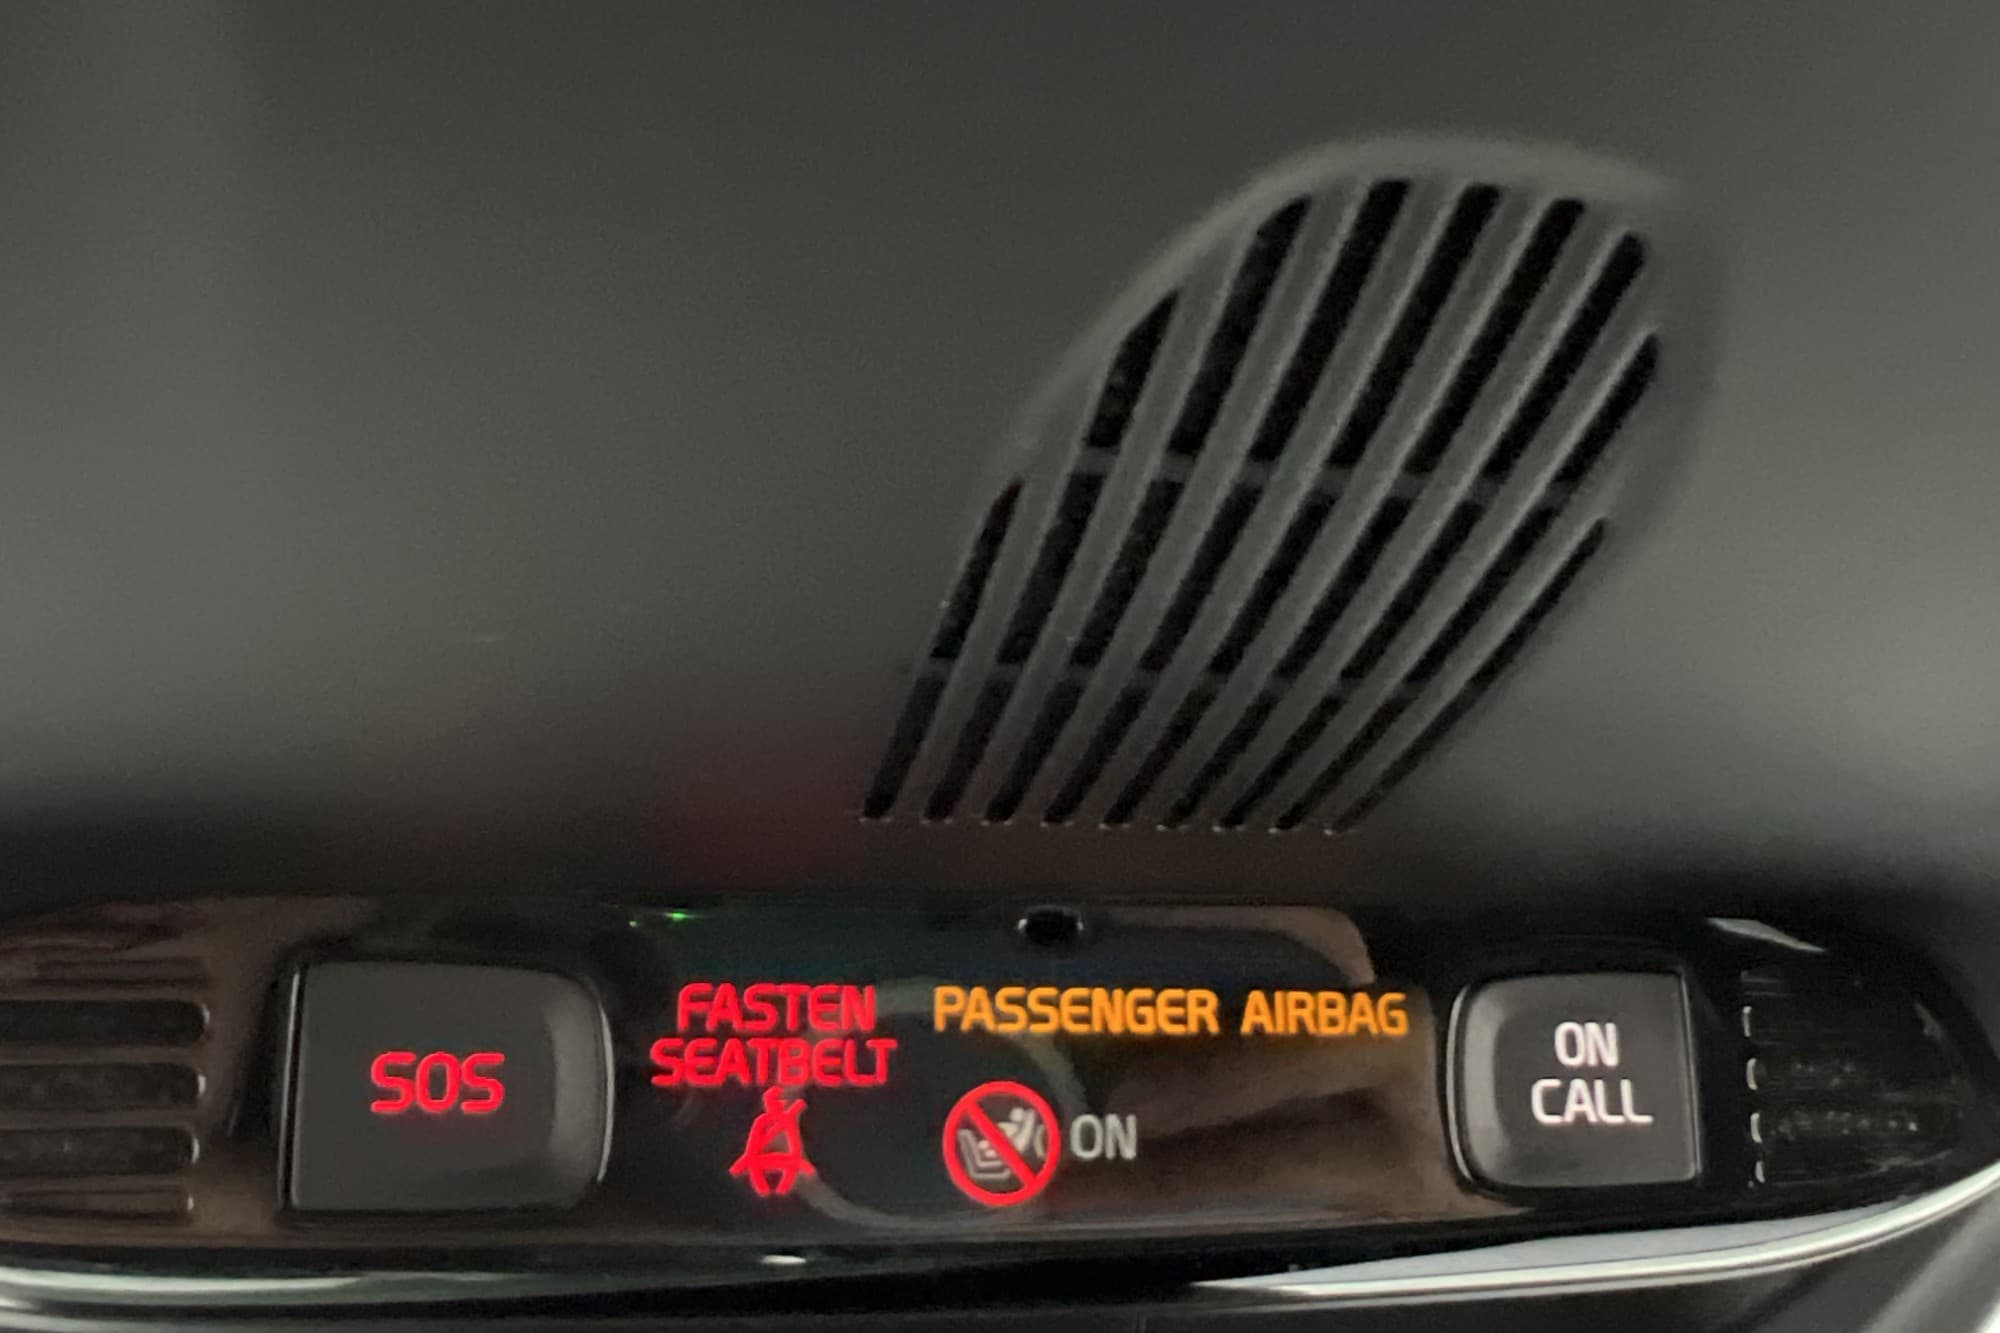 SOS
FASTEN
SEATBELT
PASSENGER AIRBAG
ON
ON
CALL